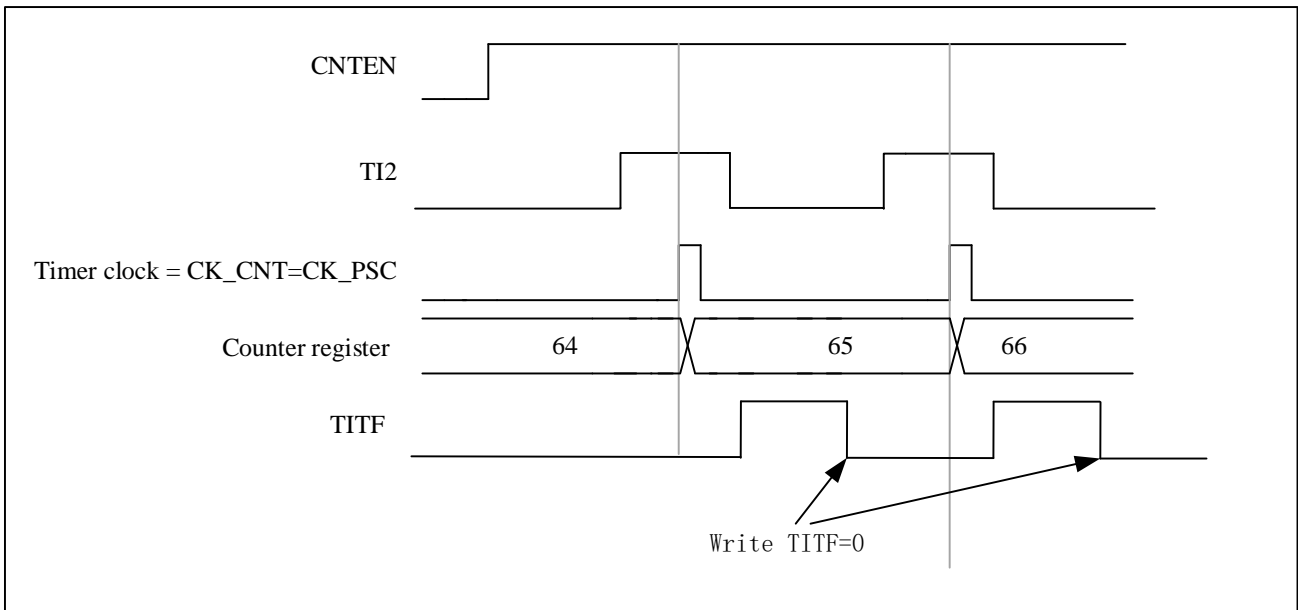 CNTEN
TI2
Timer clock = CK_CNT=CK_PSC
Counter register 64 65 66
TITF
Write TITF=0